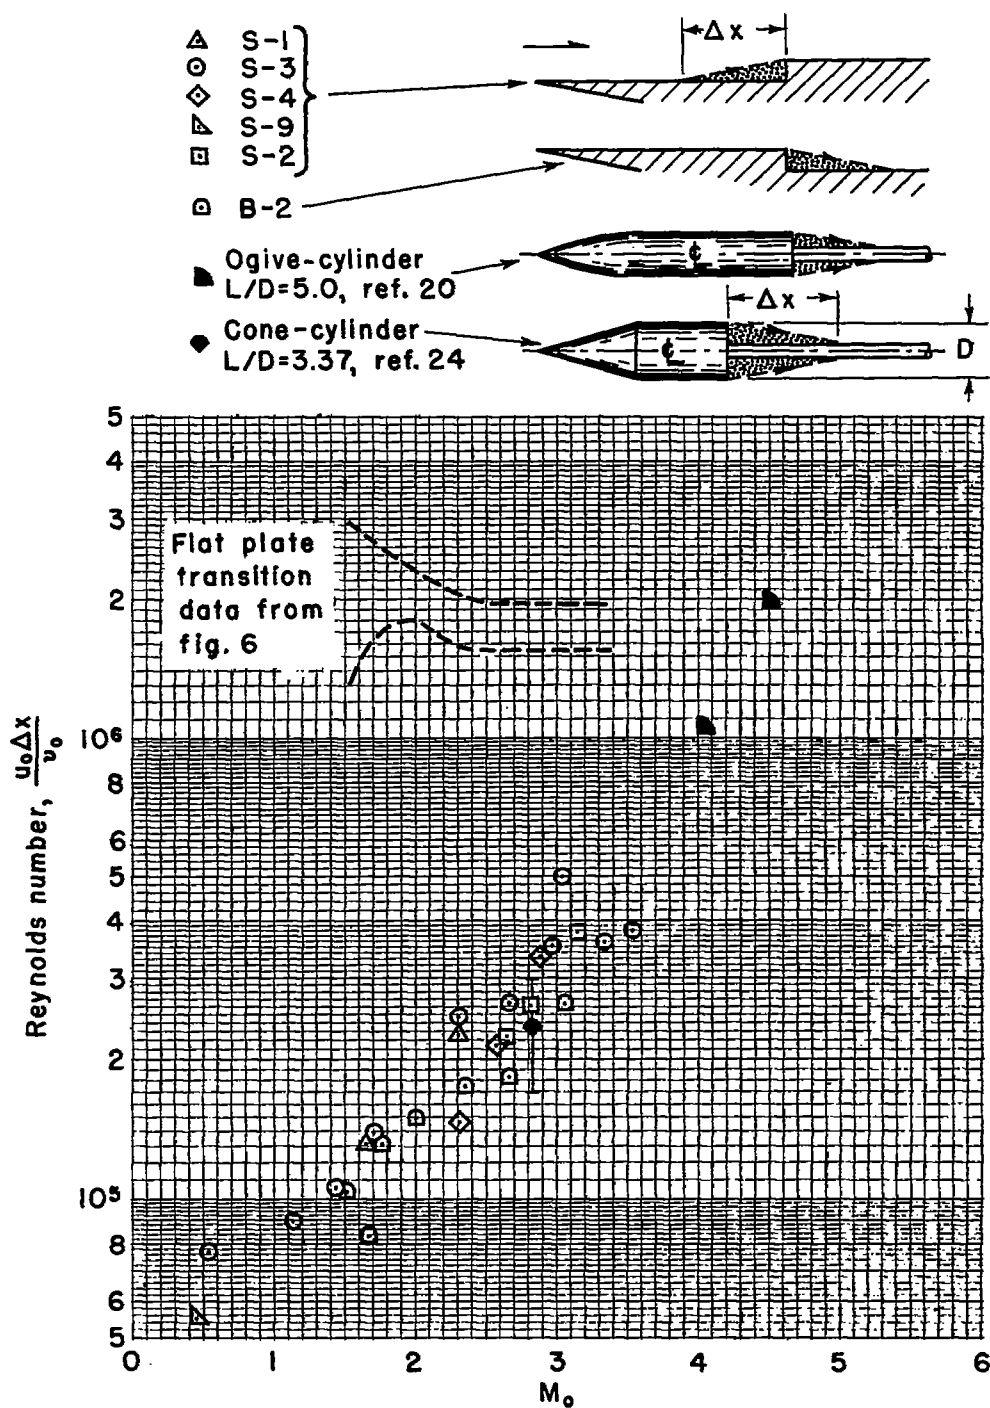 S-1
S-3
S-4
S-9
S-2
B-2
Ogive-cylinder
L/D=5.0, ref. 20
Cone-cylinder
L/D=3.37, ref. 24
Δx
℄
Δx
℄
D
5
4
3
2
10⁶
8
6
5
4
3
2
10⁵
8
6
5
Flat plate
transition
data from
fig. 6
Reynolds number, u₀Δx/ν₀
0 1 2 3 4 5 6
M₀